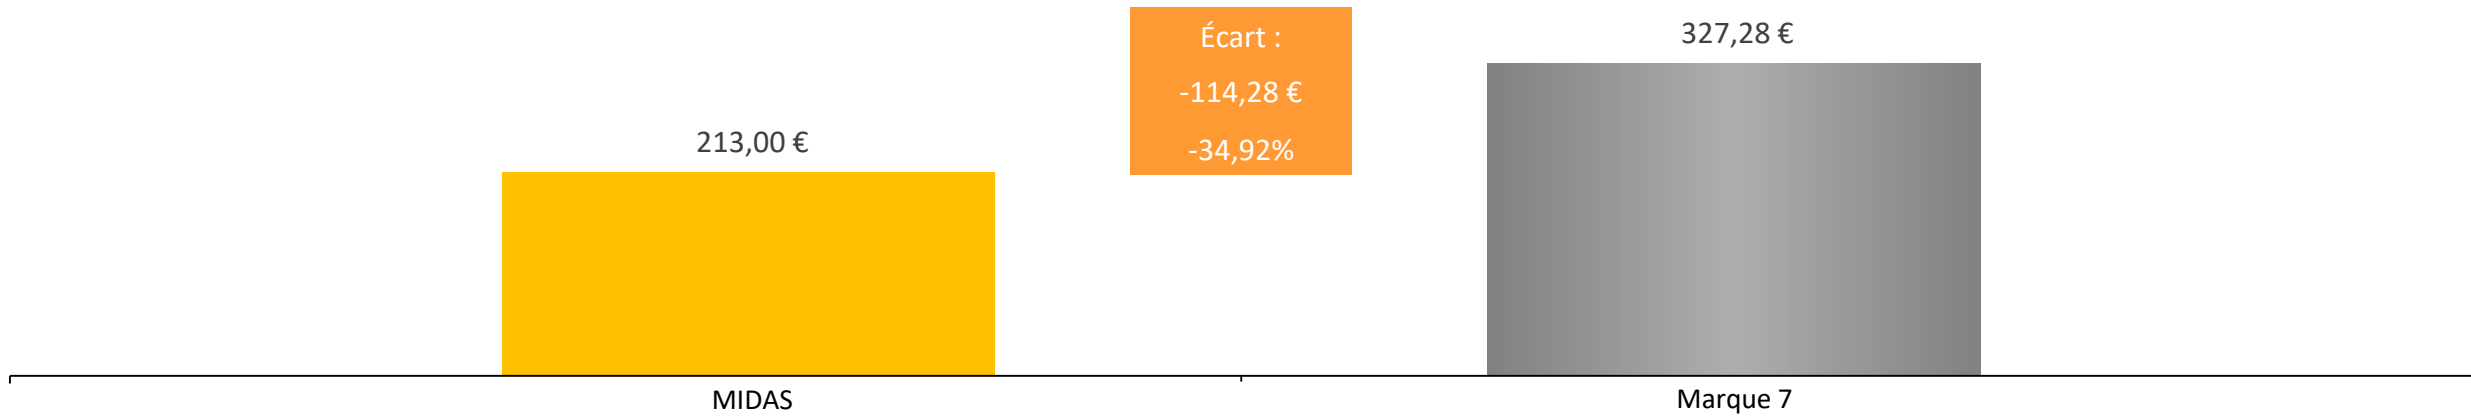 Écart :
-114,28 €
-34,92%
327,28 €
213,00 €
MIDAS
Marque 7